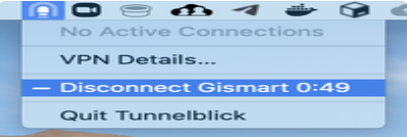 No Active Connections
VPN Details...
— Disconnect Gismart 0:49
Quit Tunnelblick